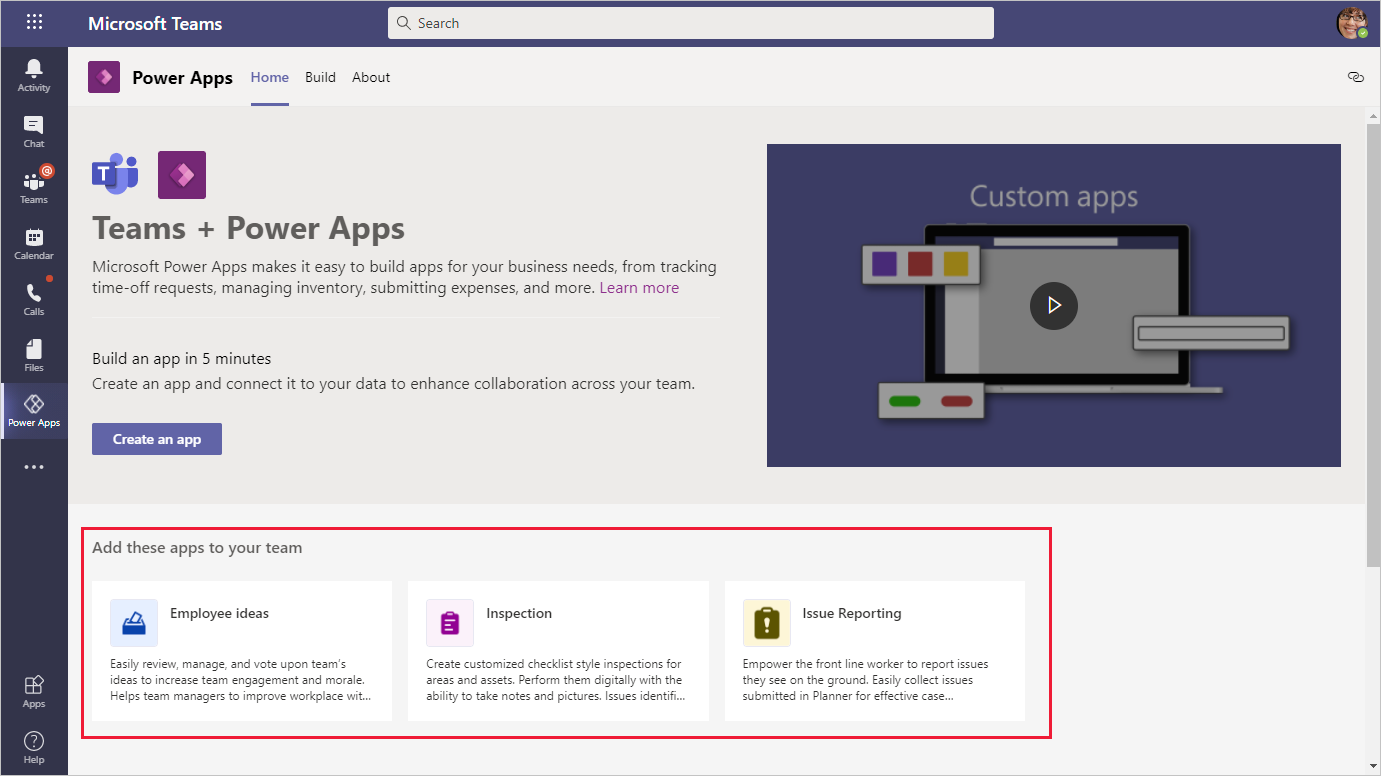 Microsoft Teams
Search
Activity
Chat
@
Teams
Calendar
Calls
Files
Power Apps
Apps
Help
Power Apps
Home
Build
About
T
Teams + Power Apps
Microsoft Power Apps makes it easy to build apps for your business needs, from tracking
time-off requests, managing inventory, submitting expenses, and more. Learn more
Build an app in 5 minutes
Create an app and connect it to your data to enhance collaboration across your team.
Create an app
Custom apps
Add these apps to your team
Employee ideas
Easily review, manage, and vote upon team's
ideas to increase team engagement and morale.
Helps team managers to improve workplace wit...
Inspection
Create customized checklist style inspections for
areas and assets. Perform them digitally with the
ability to take notes and pictures. Issues identifi...
Issue Reporting
Empower the front line worker to report issues
they see on the ground. Easily collect issues
submitted in Planner for effective case...